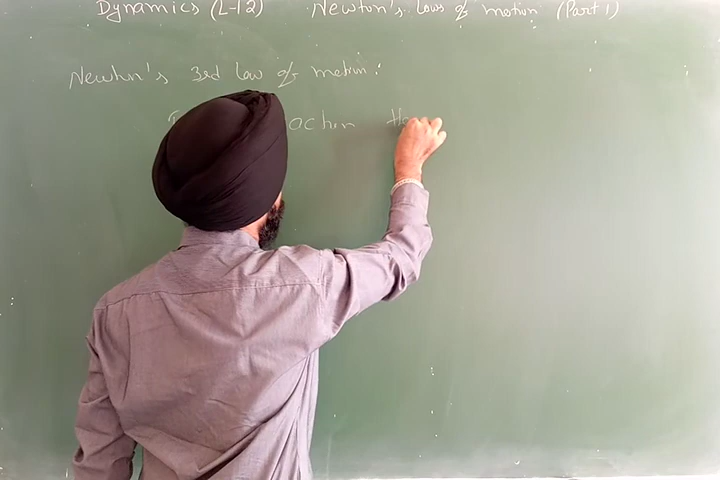 Dynamics (L-12) Newton's laws of motion (Part 1)
Newton's 3rd law of motion:
action